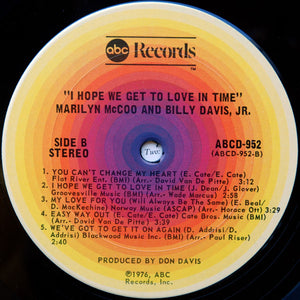 abc Records
"I HOPE WE GET TO LOVE IN TIME"
MARILYN McCOO AND BILLY DAVIS, JR.
SIDE B
STEREO
Two
ABCD-952
(ABCD-952-B)
1. YOU CAN'T CHANGE MY HEART (E. Cate/E. Cate)
Flat River Ent. (BMI) (Arr. David Van De Pitte) 3:
2. I HOPE WE GET TO LOVE IN TIME (J. Dean/J. Glover)
Groovesville Music (BMI) (Arr. Wade Marcus) 2:58
3. MY LOVE FOR YOU (Will Always Be The Same) (E. Beal/
D. MacKechnie) Norway Music (ASCAP) (Arr. Horace Ott) 3:29
4. EASY WAY OUT (E. Cate/E. Cate) Cate Bros. Music (BMI)
(Arr. David Van De Pitte)
5. WE'VE GOT TO GET IT ON AGAIN (D. Addrisi/D.
Addrisi) Blackwood Music Inc. (BMI) (Arr. Paul Riser)
2:40
PRODUCED BY DON DAVIS
©1976, ABC
Records, Inc.